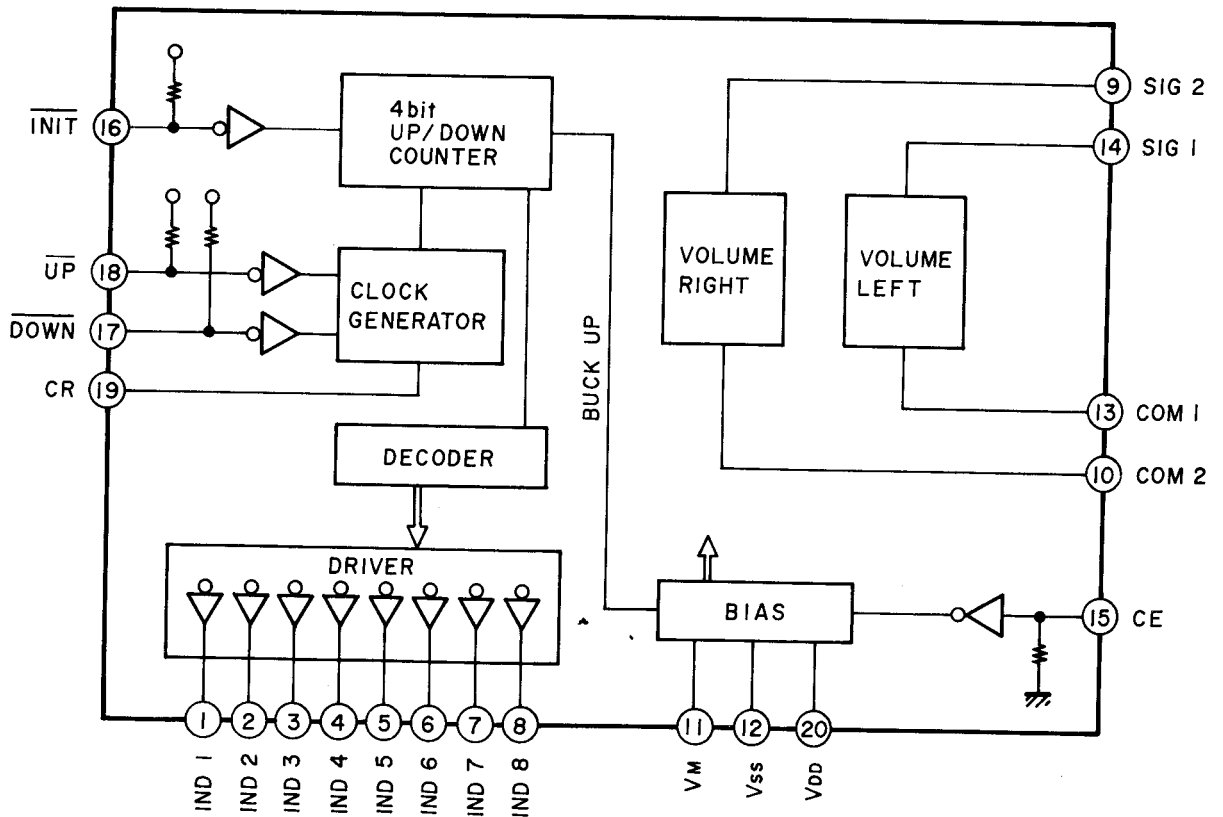 INIT
16
4bit
UP/DOWN
COUNTER
9
SIG 2
14
SIG 1
UP
18
DOWN
17
CR
19
CLOCK
GENERATOR
VOLUME
RIGHT
VOLUME
LEFT
BUCK UP
13
COM 1
10
COM 2
DECODER
DRIVER
BIAS
15
CE
1
2
3
4
5
6
7
8
11
12
20
IND 1
IND 2
IND 3
IND 4
IND 5
IND 6
IND 7
IND 8
VM
VSS
VDD